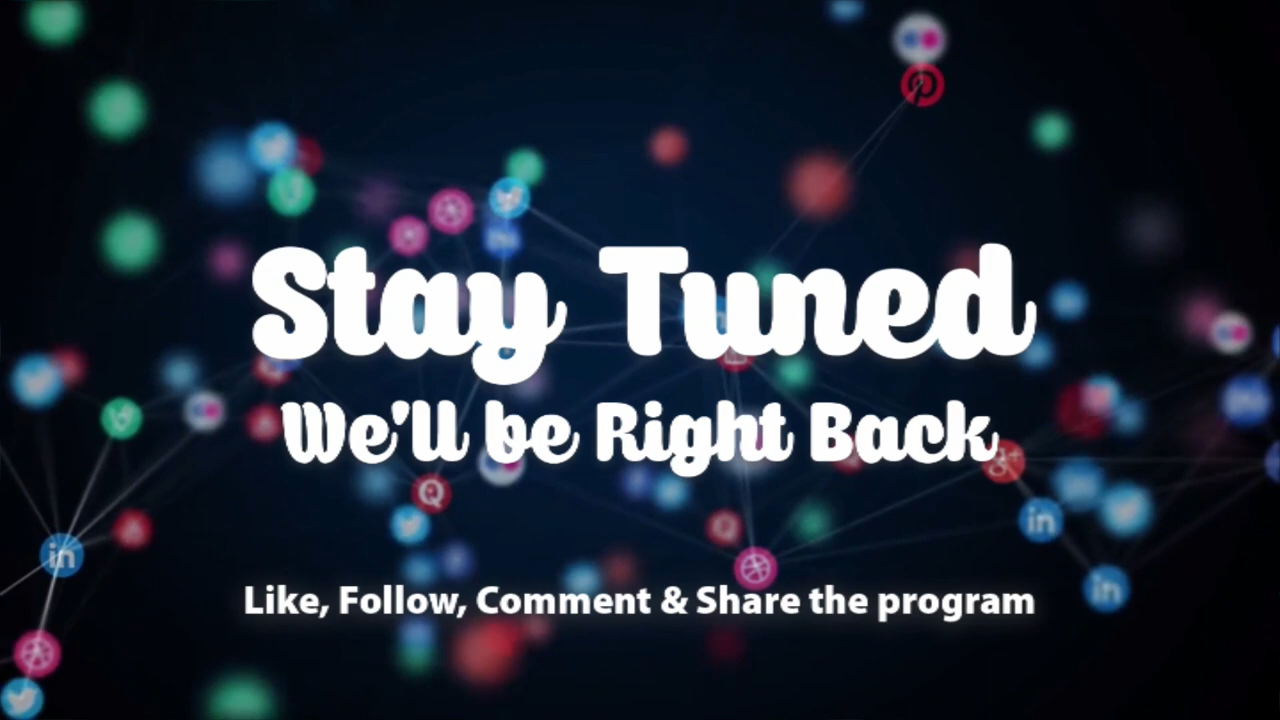 Stay Tuned
We'll be Right Back
Like, Follow, Comment & Share the program